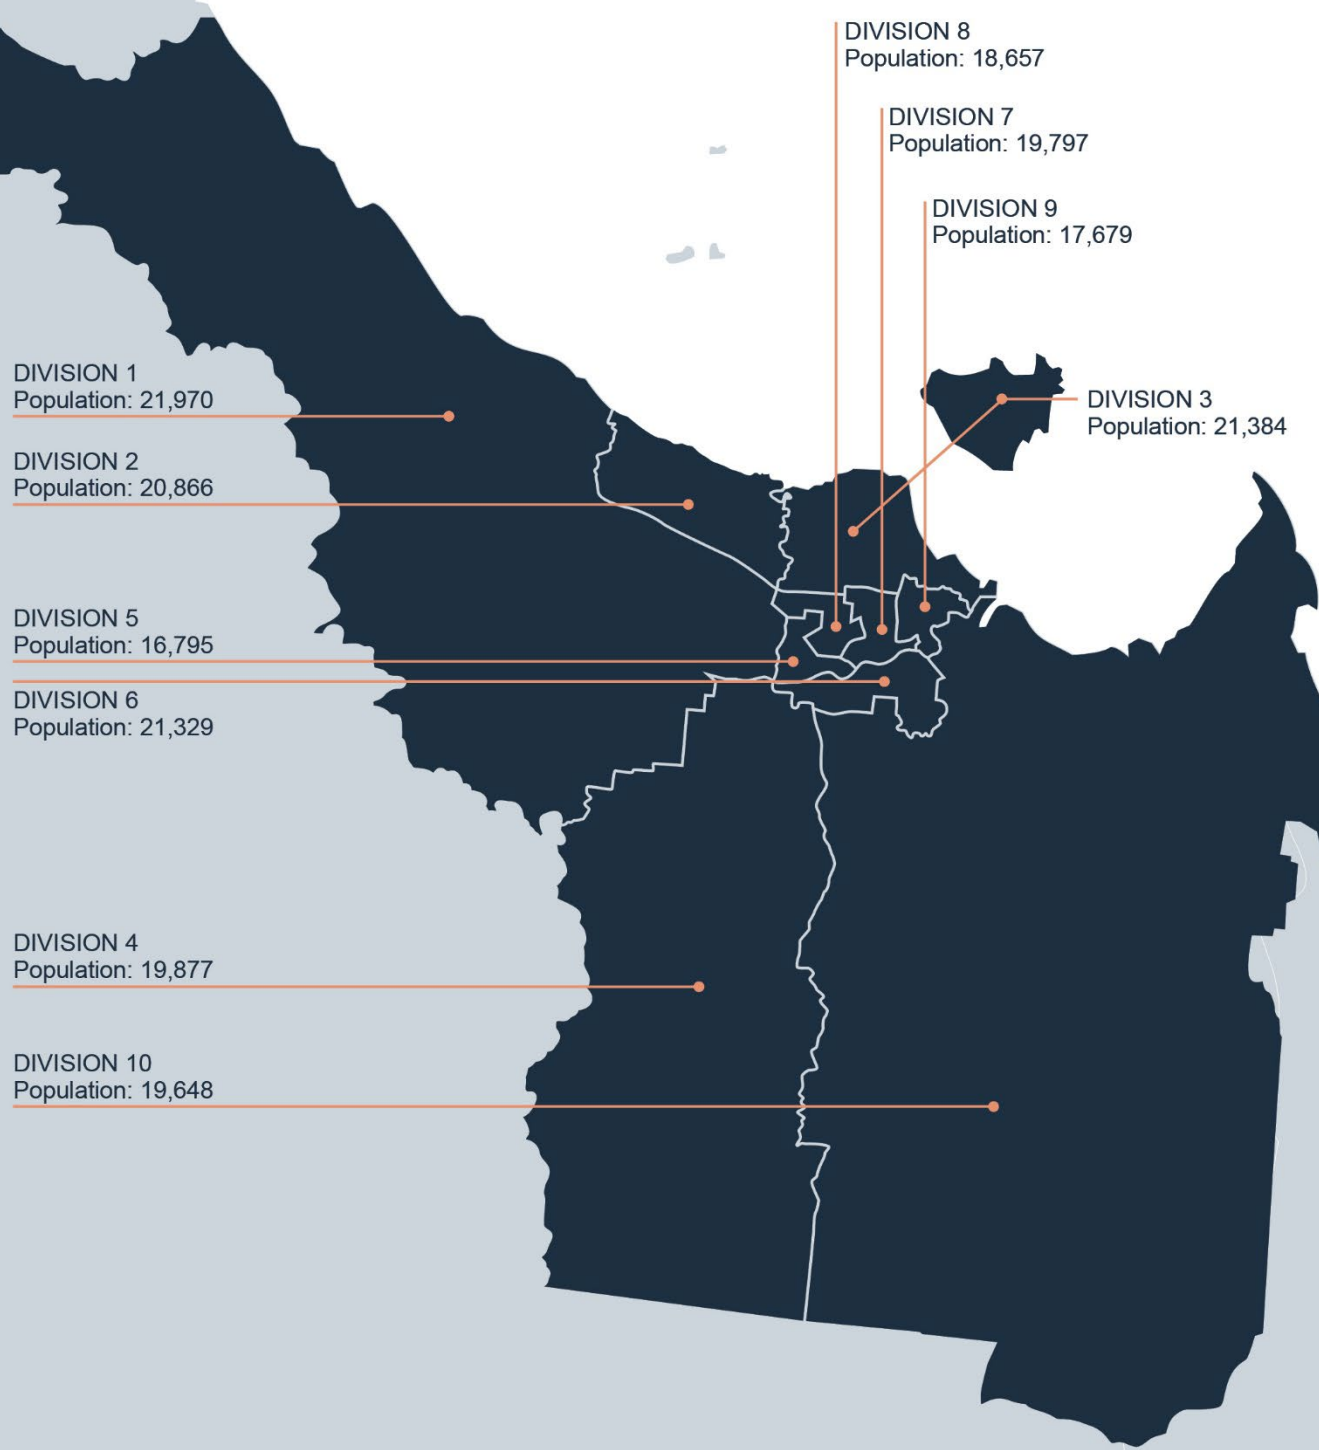 DIVISION 8
Population: 18,657
DIVISION 7
Population: 19,797
DIVISION 9
Population: 17,679
DIVISION 1
Population: 21,970
DIVISION 3
Population: 21,384
DIVISION 2
Population: 20,866
DIVISION 5
Population: 16,795
DIVISION 6
Population: 21,329
DIVISION 4
Population: 19,877
DIVISION 10
Population: 19,648